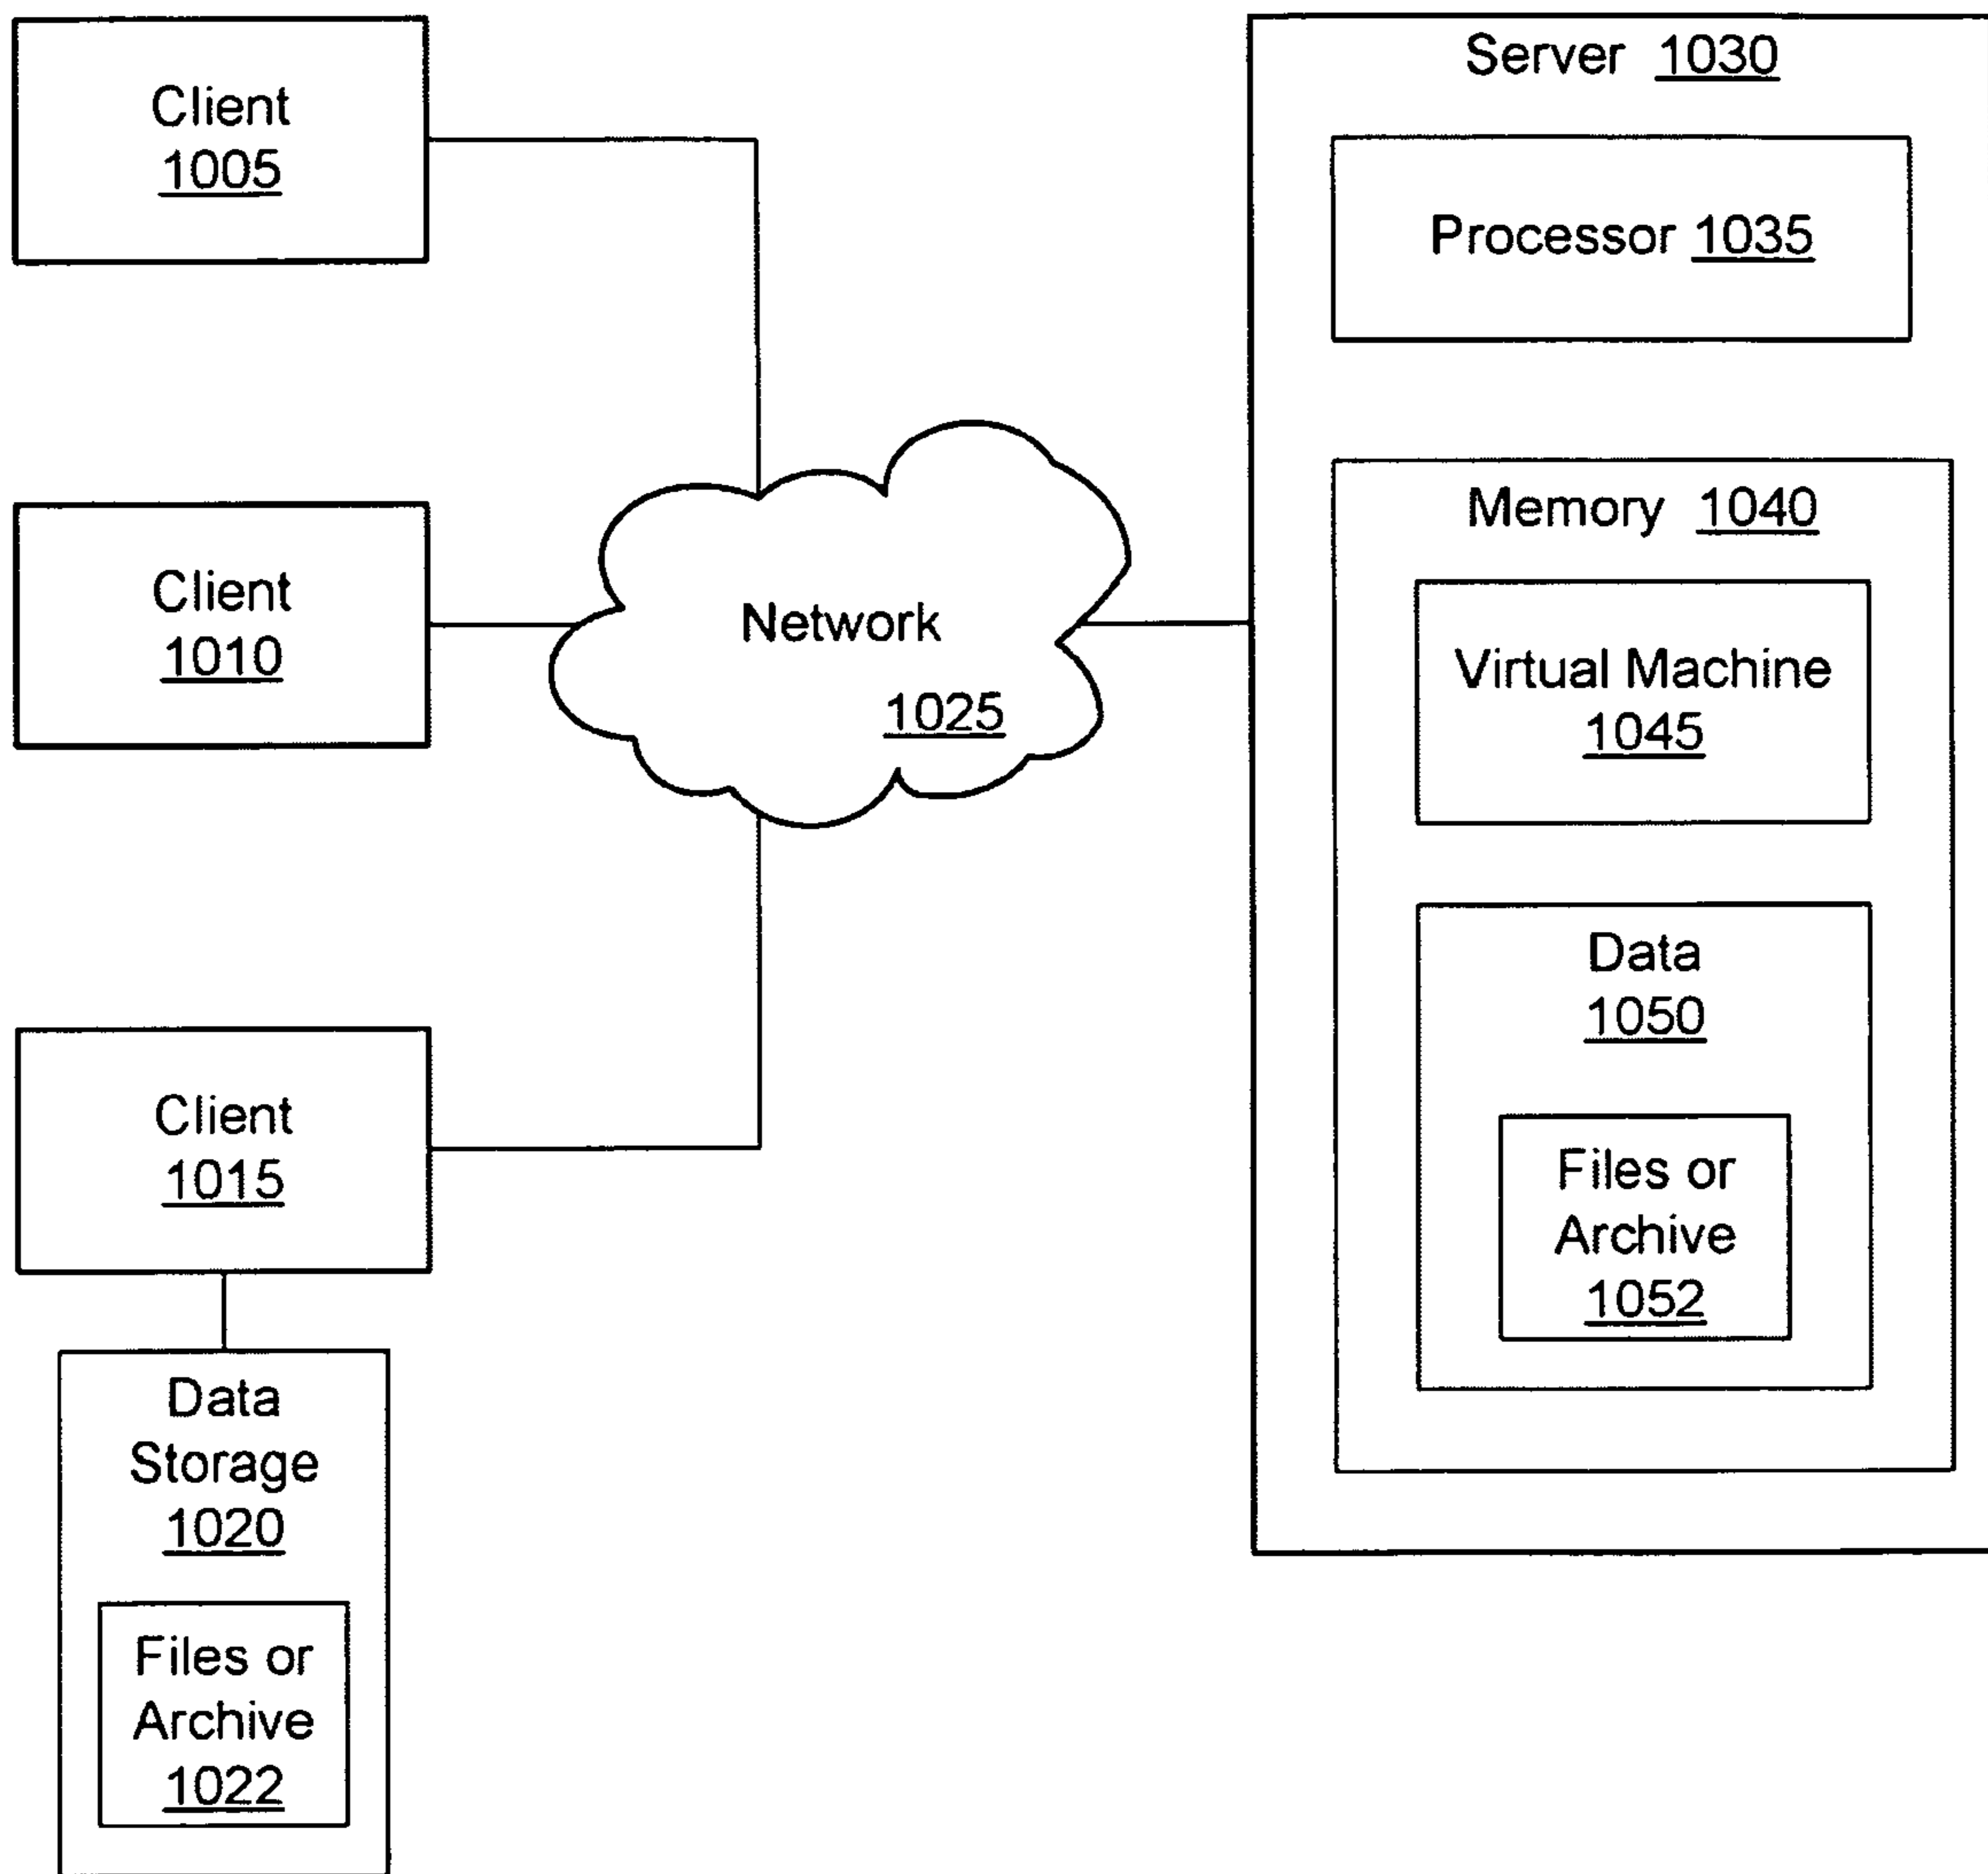 Client
1005
Client
1010
Client
1015
Data
Storage
1020
Files or
Archive
1022
Network
1025
Server 1030
Processor 1035
Memory 1040
Virtual Machine
1045
Data
1050
Files or
Archive
1052